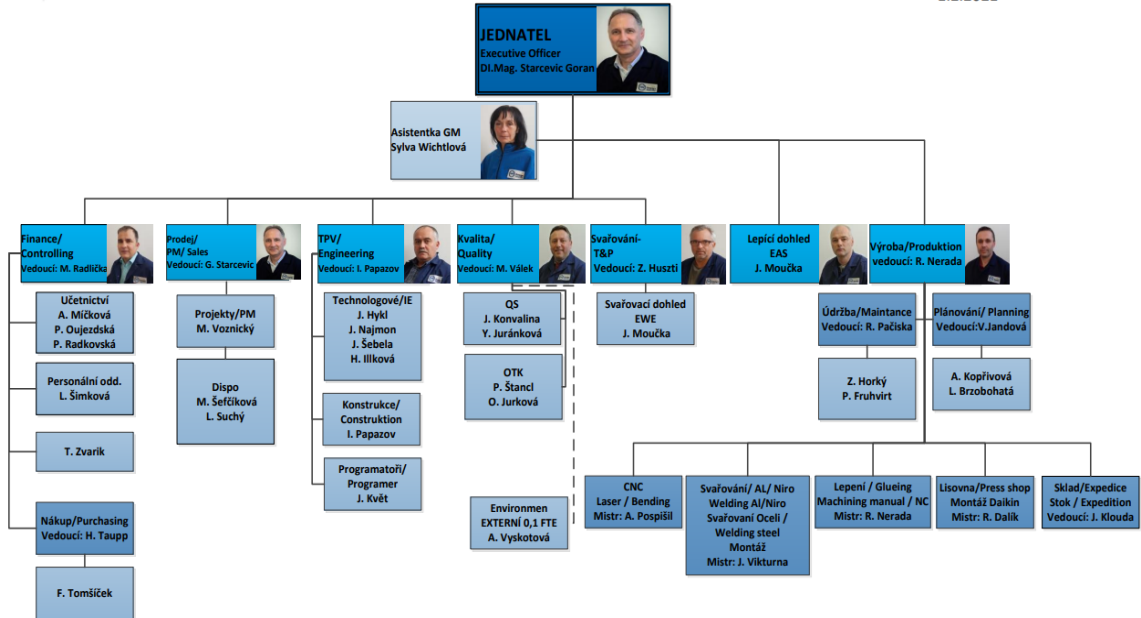 JEDNATEL
Executive Officer
DI.Mag. Starcevic Goran
Asistentka GM
Sylva Wichtlová
Finance/
Controlling
Vedoucí: M. Radlička
Prodej/
PM/ Sales
Vedoucí: G. Starcevic
TPV/
Engineering
Vedoucí: I. Papazov
Kvalita/
Quality
Vedoucí: M. Válek
Svařování-
T&P
Vedoucí: Z. Huszti
Lepící dohled
EAS
J. Moučka
Výroba/Produktion
vedoucí: R. Nerada
Učetnictví
A. Míčková
P. Oujezdská
P. Radkovská
Personální odd.
L. Šimková
T. Zvarik
Nákup/Purchasing
Vedoucí: H. Taupp
F. Tomšíček
Projekty/PM
M. Voznický
Dispo
M. Šefčíková
L. Suchý
Technologové/IE
J. Hykl
J. Najmon
J. Šebela
H. Illková
Konstrukce/
Construktion
I. Papazov
Programatoři/
Programer
J. Květ
QS
J. Konvalina
Y. Juránková
OTK
P. Štancl
O. Jurková
Environmen
EXTERNÍ 0,1 FTE
A. Vyskotová
Svařovací dohled
EWE
J. Moučka
Údržba/Maintance
Vedoucí: R. Pačiska
Z. Horký
P. Fruhvirt
Plánování/ Planning
Vedoucí:V.Jandová
A. Kopřivová
L. Brzobohatá
CNC
Laser / Bending
Mistr: A. Pospíšil
Svařování/ AL/ Niro
Welding Al/Niro
Svařovaní Oceli /
Welding steel
Montáž
Mistr: J. Vikturna
Lepení / Glueing
Machining manual / NC
Mistr: R. Nerada
Lisovna/Press shop
Montáž Daikin
Mistr: R. Dalík
Sklad/Expedice
Stok / Expedition
Vedoucí: J. Klouda